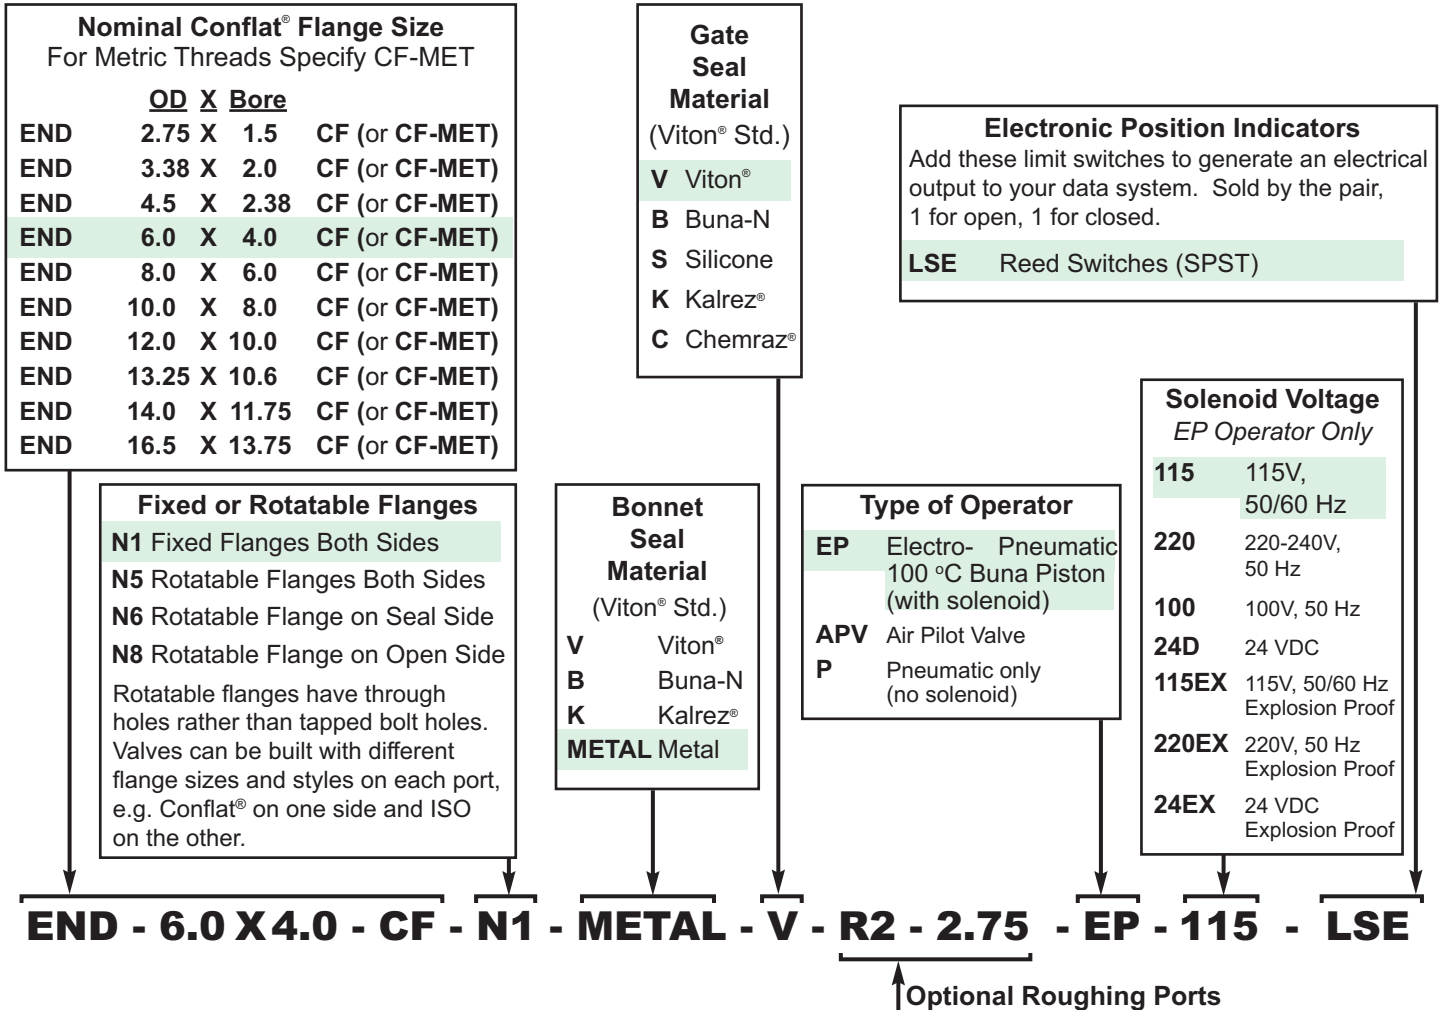 Nominal Conflat® Flange Size
For Metric Threads Specify CF-MET
OD X Bore
END 2.75 X 1.5 CF (or CF-MET)
END 3.38 X 2.0 CF (or CF-MET)
END 4.5 X 2.38 CF (or CF-MET)
END 6.0 X 4.0 CF (or CF-MET)
END 8.0 X 6.0 CF (or CF-MET)
END 10.0 X 8.0 CF (or CF-MET)
END 12.0 X 10.0 CF (or CF-MET)
END 13.25 X 10.6 CF (or CF-MET)
END 14.0 X 11.75 CF (or CF-MET)
END 16.5 X 13.75 CF (or CF-MET)
Gate
Seal
Material
(Viton® Std.)
V Viton®
B Buna-N
S Silicone
K Kalrez®
C Chemraz®
Electronic Position Indicators
Add these limit switches to generate an electrical
output to your data system. Sold by the pair,
1 for open, 1 for closed.
LSE Reed Switches (SPST)
Fixed or Rotatable Flanges
N1 Fixed Flanges Both Sides
N5 Rotatable Flanges Both Sides
N6 Rotatable Flange on Seal Side
N8 Rotatable Flange on Open Side
Rotatable flanges have through
holes rather than tapped bolt holes.
Valves can be built with different
flange sizes and styles on each port,
e.g. Conflat® on one side and ISO
on the other.
Bonnet
Seal
Material
(Viton® Std.)
V Viton®
B Buna-N
K Kalrez®
METAL Metal
Type of Operator
EP Electro- Pneumatic
100 °C Buna Piston
(with solenoid)
APV Air Pilot Valve
P Pneumatic only
(no solenoid)
Solenoid Voltage
EP Operator Only
115 115V,
50/60 Hz
220 220-240V,
50 Hz
100 100V, 50 Hz
24D 24 VDC
115EX 115V, 50/60 Hz
Explosion Proof
220EX 220V, 50 Hz
Explosion Proof
24EX 24 VDC
Explosion Proof
END - 6.0 X 4.0 - CF - N1 - METAL - V - R2 - 2.75 - EP - 115 - LSE
Optional Roughing Ports